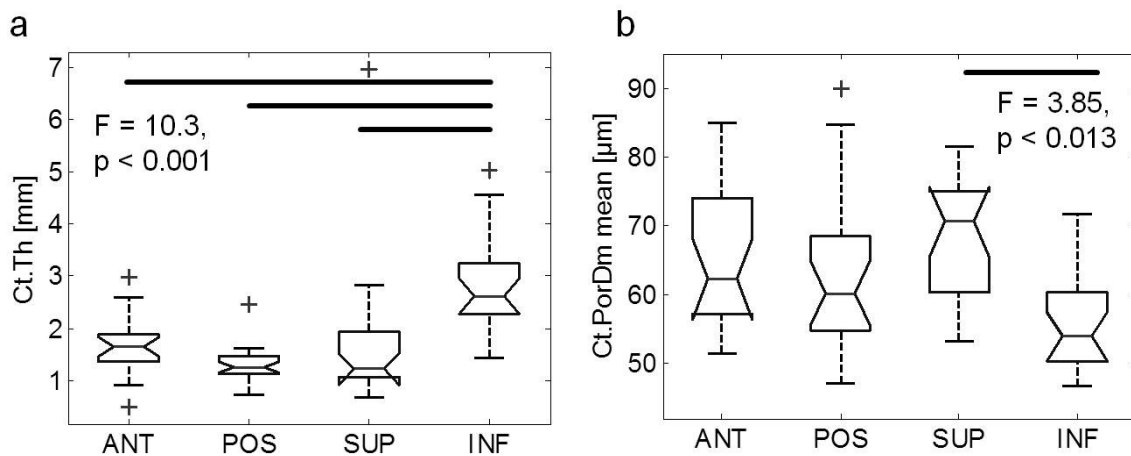 a
Ct.Th [mm]
7
6
5
4
3
2
1
F = 10.3,
p < 0.001
ANT POS SUP INF
b
Ct.PorDm mean [µm]
90
80
70
60
50
F = 3.85,
p < 0.013
ANT POS SUP INF